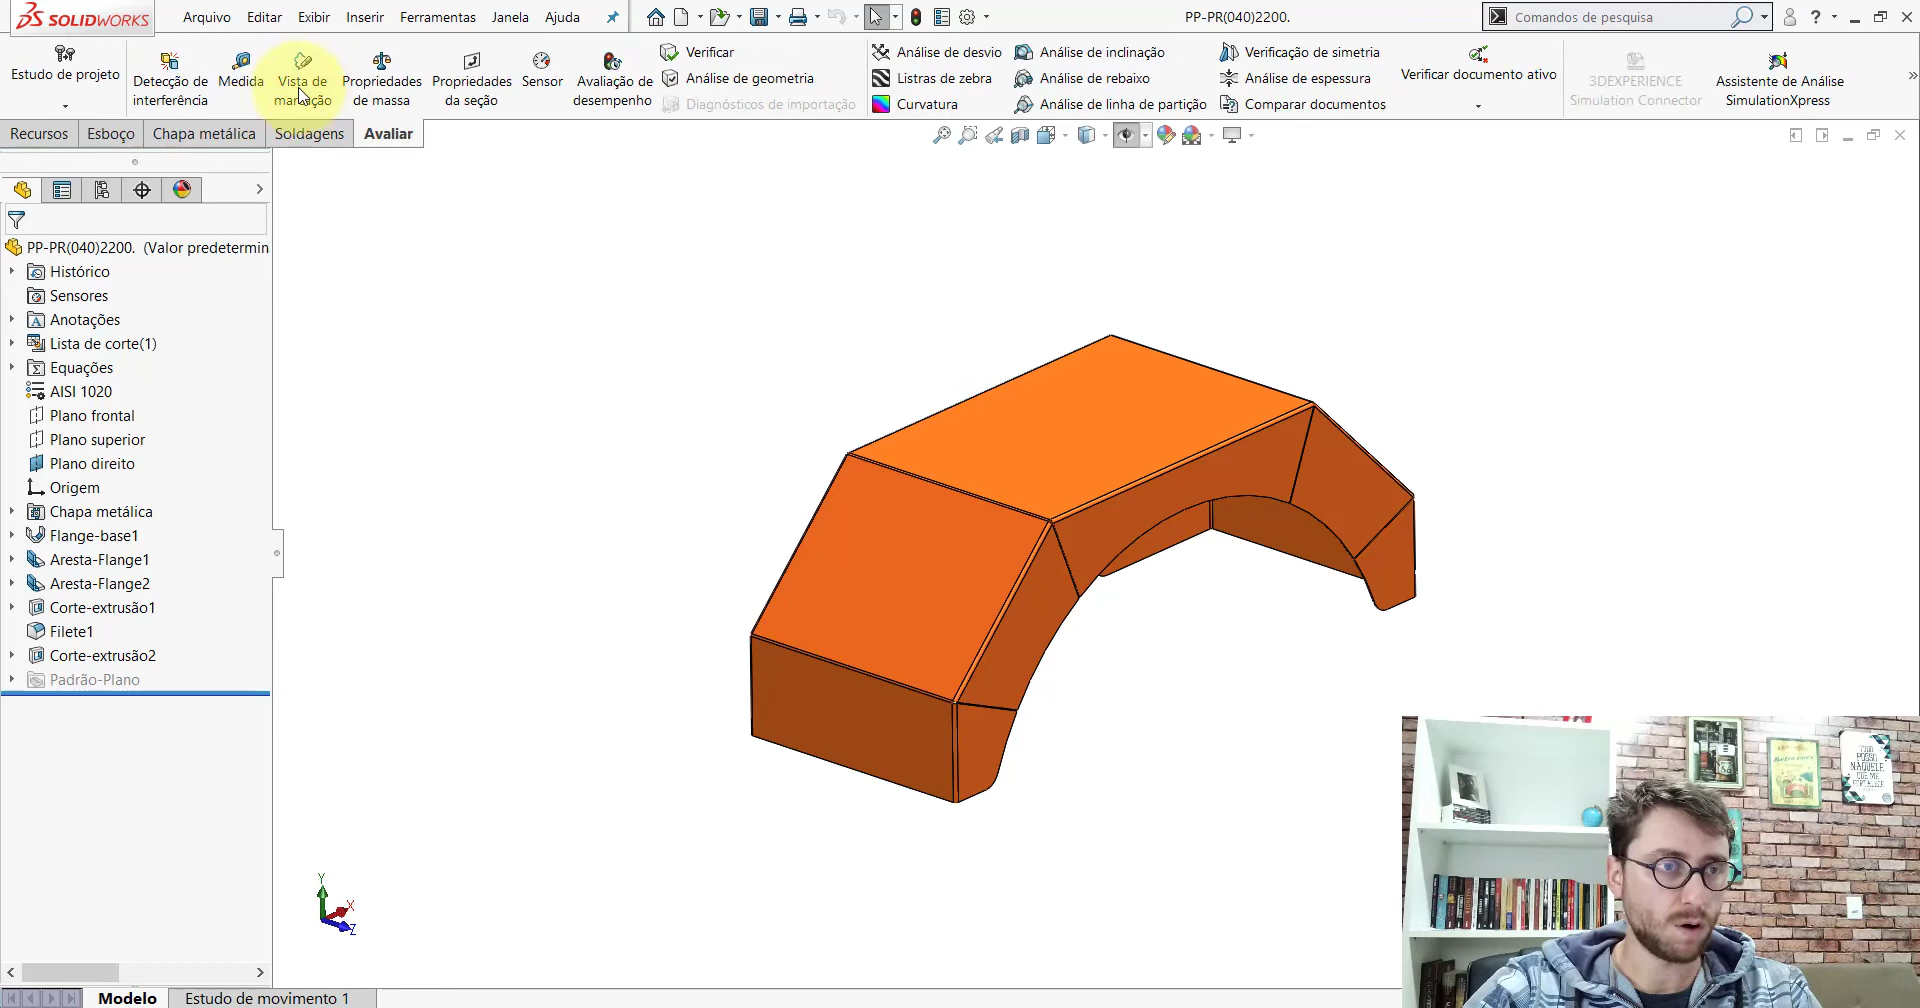 SOLIDWORKS
Arquivo Editar Exibir Inserir Ferramentas Janela Ajuda
PP-PR(040)2200.
Comandos de pesquisa
Estudo de projeto
Detecção de interferência
Medida
Vista de marcação
Propriedades de massa
Propriedades da seção
Sensor
Avaliação de desempenho
Verificar
Análise de geometria
Diagnósticos de importação
Análise de desvio
Listras de zebra
Curvatura
Análise de inclinação
Análise de rebaixo
Análise de linha de partição
Verificação de simetria
Análise de espessura
Comparar documentos
Verificar documento ativo
3DEXPERIENCE
Simulation Connector
Assistente de Análise
SimulationXpress
Recursos Esboço Chapa metálica Soldagens Avaliar
PP-PR(040)2200. (Valor predetermin
Histórico
Sensores
Anotações
Lista de corte(1)
Equações
AISI 1020
Plano frontal
Plano superior
Plano direito
Origem
Chapa metálica
Flange-base1
Aresta-Flange1
Aresta-Flange2
Corte-extrusão1
Filete1
Corte-extrusão2
Padrão-Plano
Y
X
Z
TUDO
POSSO
NAQUELE
QUE ME
FORTALECE
Modelo Estudo de movimento 1